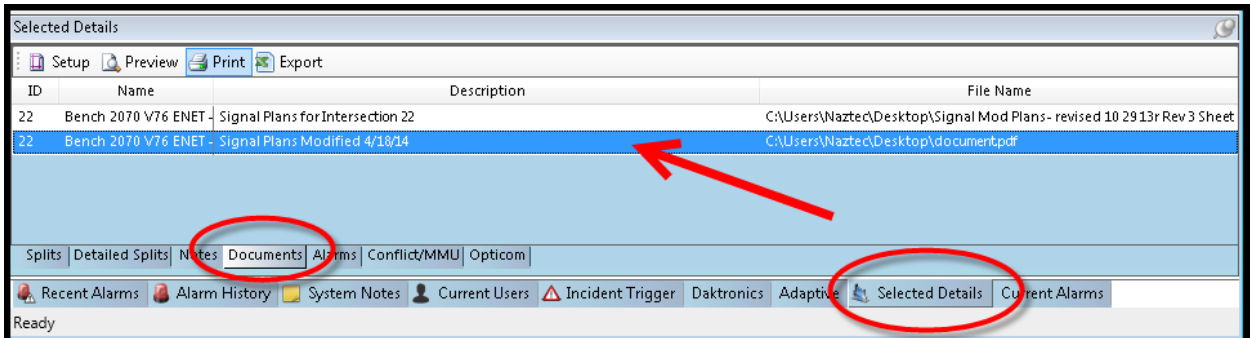 Selected Details
Setup Preview Print Export
ID Name Description File Name
22 Bench 2070 V76 ENET - Signal Plans for Intersection 22 C:\Users\Naztec\Desktop\Signal Mod Plans- revised 10 29 13r Rev 3 Sheet
22 Bench 2070 V76 ENET - Signal Plans Modified 4/18/14 C:\Users\Naztec\Desktop\document.pdf
Splits Detailed Splits Notes Documents Alarms Conflict/MMU Opticom
Recent Alarms Alarm History System Notes Current Users Incident Trigger Daktronics Adaptive Selected Details Current Alarms
Ready